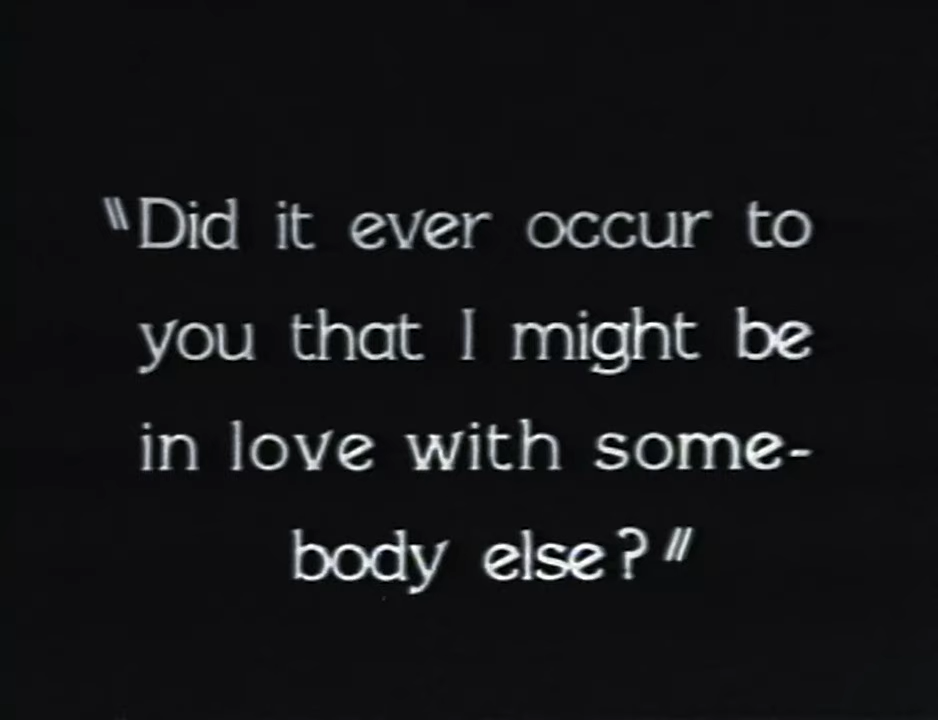 "Did it ever occur to
you that I might be
in love with some-
body else?"